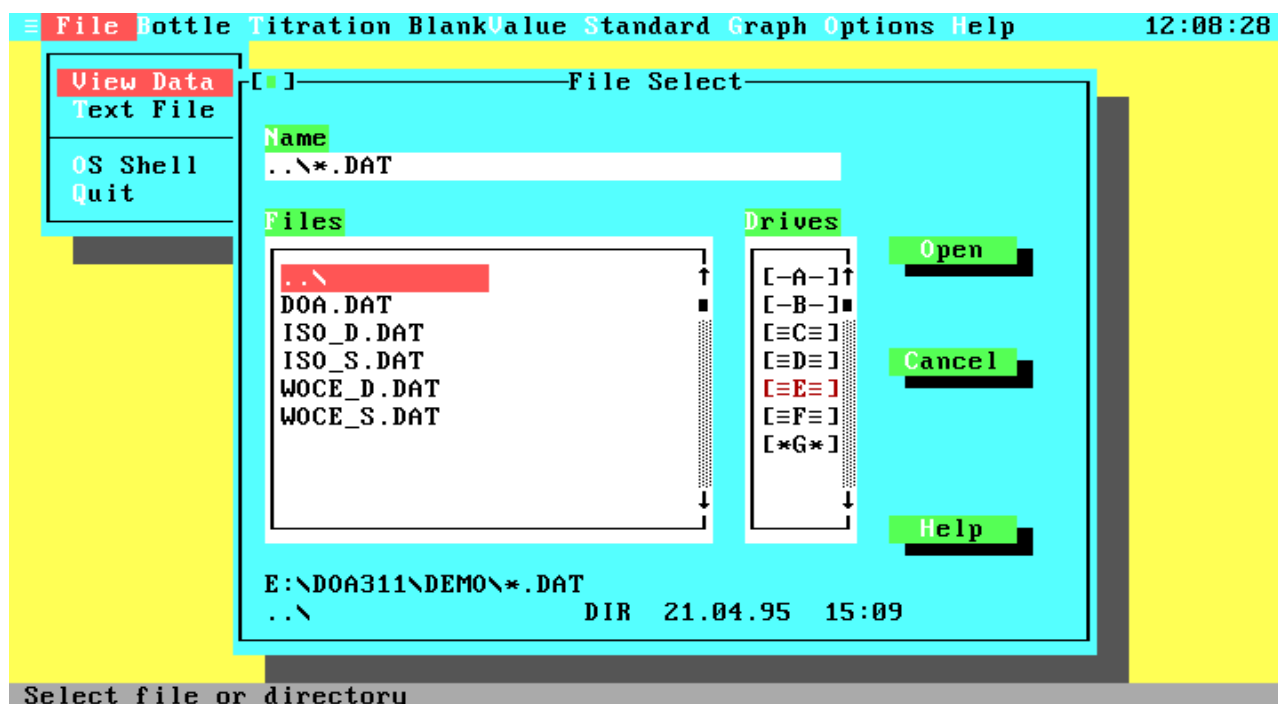 ≡ File Bottle Titration BlankValue Standard Graph Options Help 12:08:28
View Data
Text File
OS Shell
Quit
[■] File Select
Name
..\*.DAT
Files
Drives
..\
DOA.DAT
ISO_D.DAT
ISO_S.DAT
WOCE_D.DAT
WOCE_S.DAT
[-A-]
[-B-]
[≡C≡]
[≡D≡]
[≡E≡]
[≡F≡]
[*G*]
Open
Cancel
Help
E:\DOA311\DEMO\*.DAT
..\ DIR 21.04.95 15:09
Select file or directory